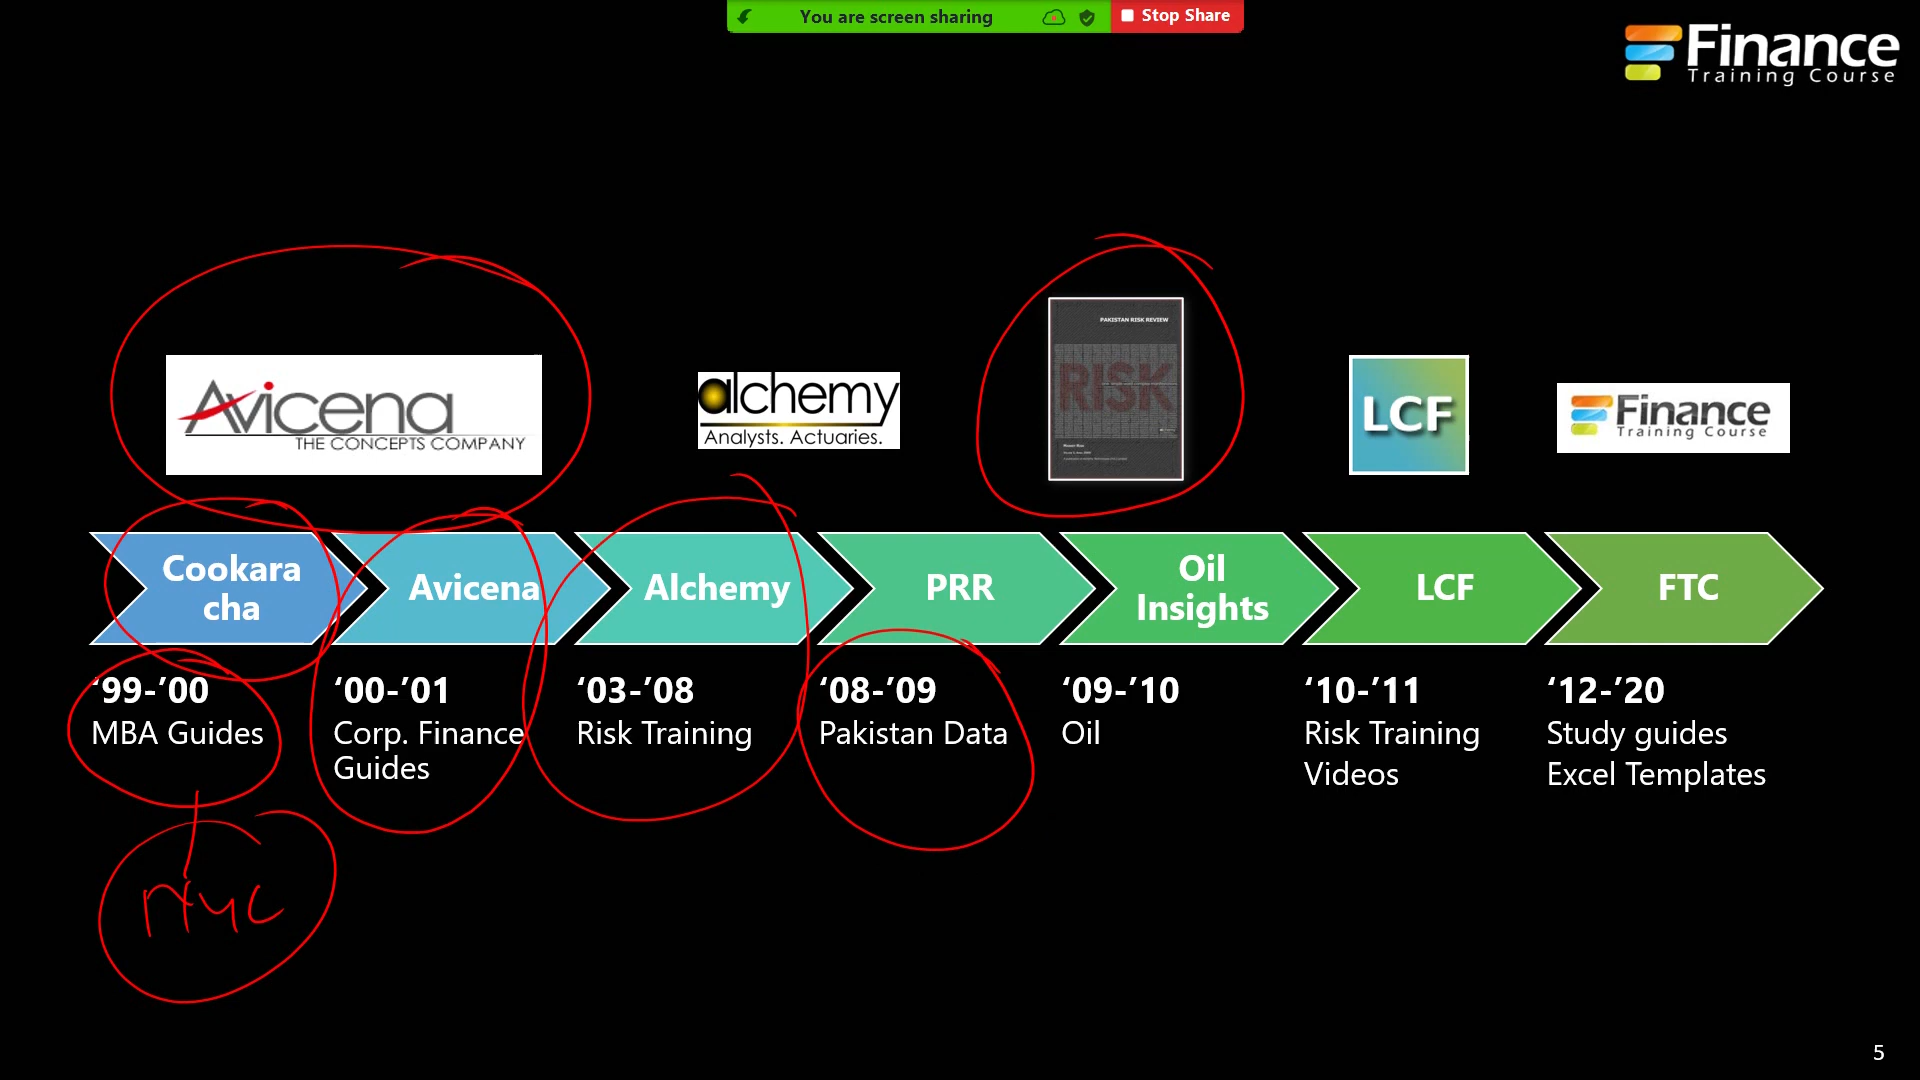 You are screen sharing
Stop Share
Finance
Training Course
Avicena
THE CONCEPTS COMPANY
alchemy
Analysts. Actuaries.
PAKISTAN RISK REVIEW
RISK
LCF
Finance
Training Course
Cookara
cha
Avicena
Alchemy
PRR
Oil
Insights
LCF
FTC
‘99-’00
MBA Guides
‘00-’01
Corp. Finance
Guides
‘03-’08
Risk Training
‘08-’09
Pakistan Data
‘09-’10
Oil
‘10-’11
Risk Training
Videos
‘12-’20
Study guides
Excel Templates
NYC
5